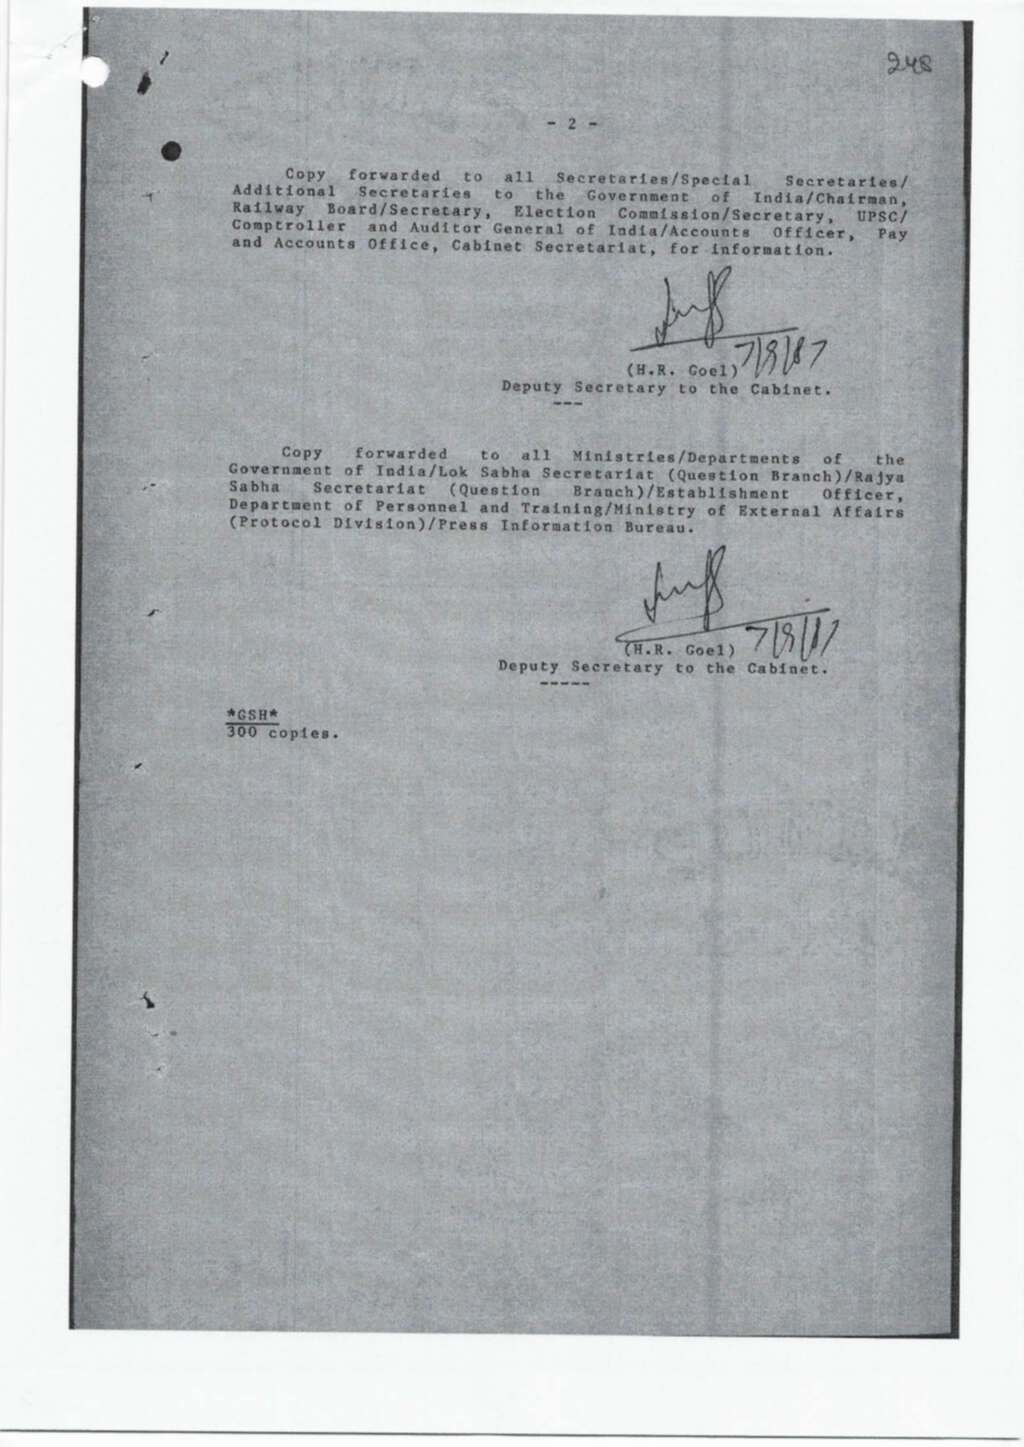 248
- 2 -
Copy forwarded to all Secretaries/Special Secretaries/
Additional Secretaries to the Government of India/Chairman,
Railway Board/Secretary, Election Commission/Secretary, UPSC/
Comptroller and Auditor General of India/Accounts Officer, Pay
and Accounts Office, Cabinet Secretariat, for information.
7/9/87
(H.R. Goel)
Deputy Secretary to the Cabinet.
---
Copy forwarded to all Ministries/Departments of the
Government of India/Lok Sabha Secretariat (Question Branch)/Rajya
Sabha Secretariat (Question Branch)/Establishment Officer,
Department of Personnel and Training/Ministry of External Affairs
(Protocol Division)/Press Information Bureau.
7/9/87
(H.R. Goel)
Deputy Secretary to the Cabinet.
-----
*GSH*
300 copies.